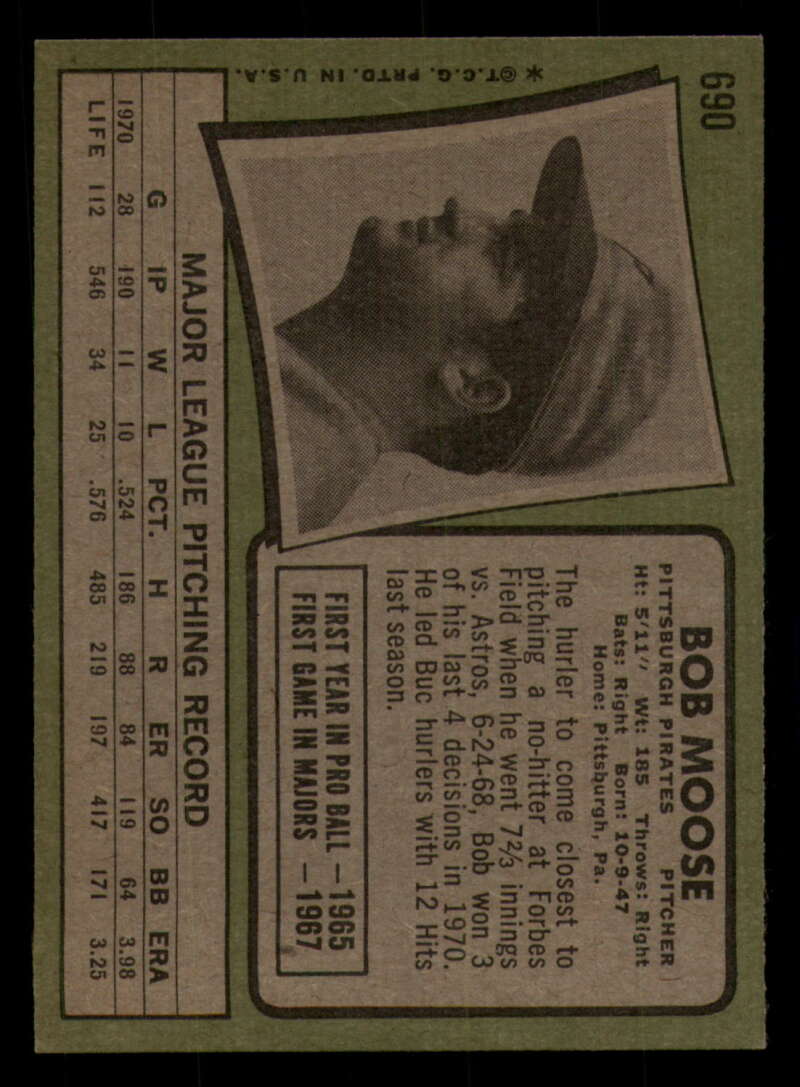 690
* ©T.C.G. PRTD. IN U.S.A.
BOB MOOSE
PITTSBURGH PIRATES PITCHER
Ht: 5'11" Wt: 185 Throws: Right
Bats: Right Born: 10-9-47
Home: Pittsburgh, Pa.
The hurler to come closest to
pitching a no-hitter at Forbes
Field when he went 7⅔ innings
vs. Astros, 6-24-68, Bob won 3
of his last 4 decisions in 1970.
He led Buc hurlers with 12 Hits
last season.
FIRST YEAR IN PRO BALL — 1965
FIRST GAME IN MAJORS — 1967
MAJOR LEAGUE PITCHING RECORD
G IP W L PCT. H R ER SO BB ERA
1970 28 190 11 10 .524 186 88 84 119 64 3.98
LIFE 112 546 34 25 .576 485 219 197 417 171 3.25